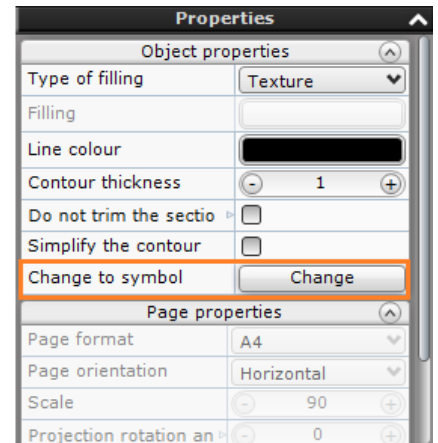 Properties
Object properties
Type of filling Texture
Filling
Line colour
Contour thickness - 1 +
Do not trim the sectio
Simplify the contour
Change to symbol Change
Page properties
Page format A4
Page orientation Horizontal
Scale - 90 +
Projection rotation an - 0 +